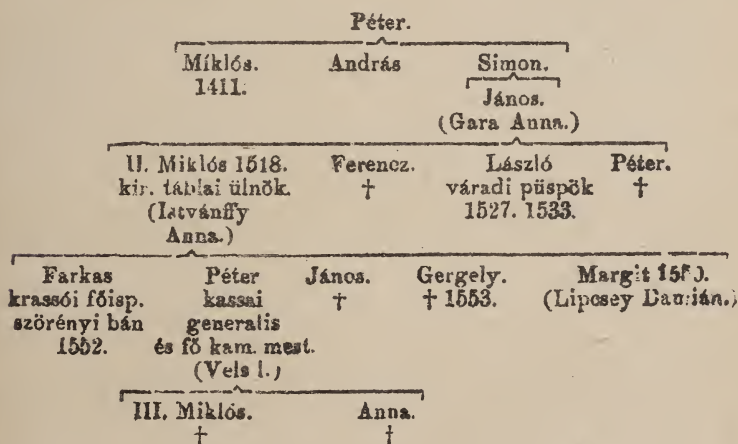 Péter.
Miklós. András Simon.
1411. János.
(Gara Anna.)
II. Miklós 1518. Ferencz. László Péter.
kir. táblai ülnök. † váradi püspök †
(Istvánffy 1527. 1533.
Anna.)
Farkas Péter János. Gergely. Margit
krassói főisp. kassai † † 1553. (Lipcsey Damián.)
szörényi bán generalis
1552. és fő kam. mest.
(Vels I.)
III. Miklós. Anna.
† †